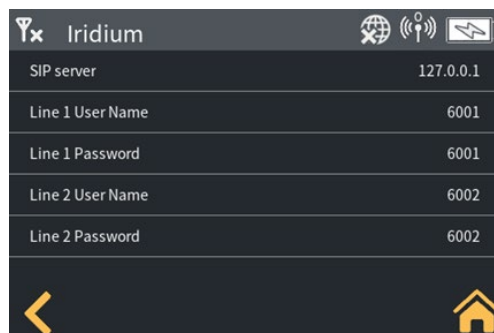 Iridium
SIP server 127.0.0.1
Line 1 User Name 6001
Line 1 Password 6001
Line 2 User Name 6002
Line 2 Password 6002